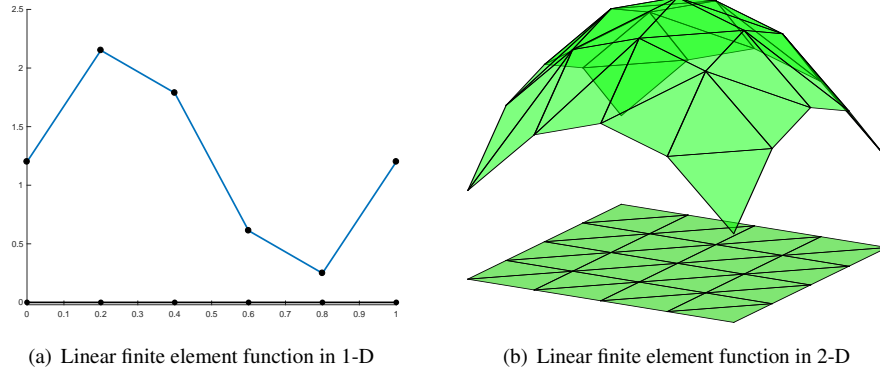 2.5
2
1.5
1
0.5
0
0 0.1 0.2 0.3 0.4 0.5 0.6 0.7 0.8 0.9 1
(a) Linear finite element function in 1-D
(b) Linear finite element function in 2-D